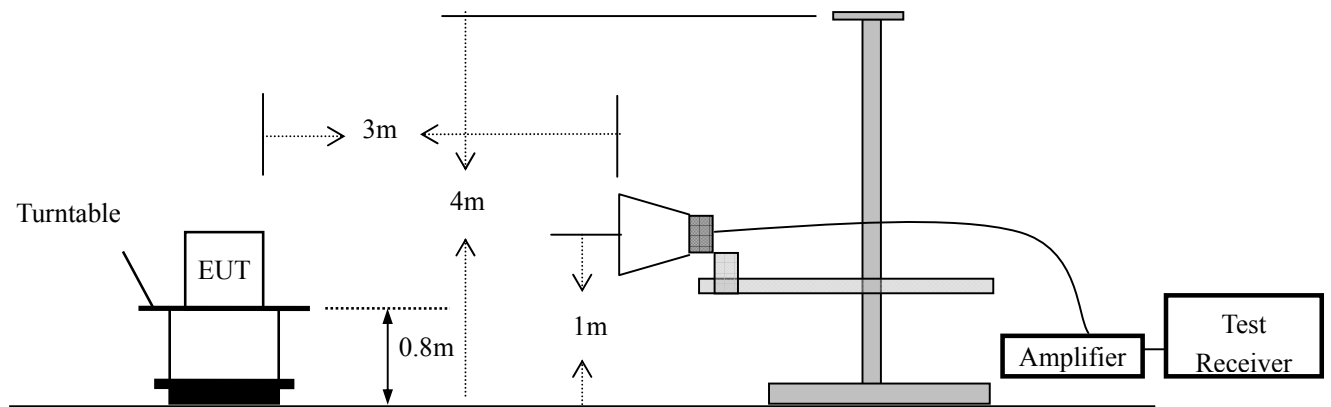 3m
4m
Turntable
EUT
1m
0.8m
Amplifier
Test
Receiver